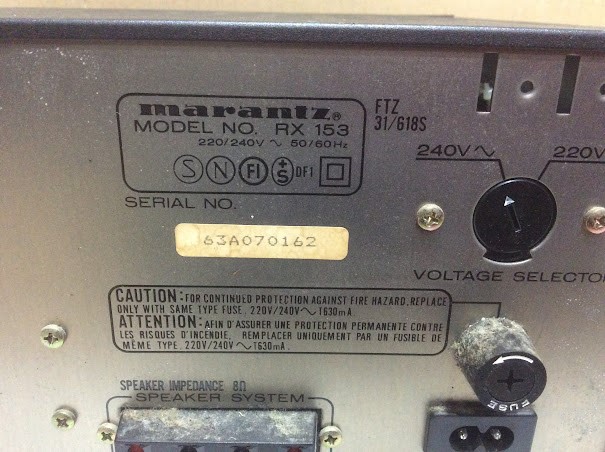 marantz®
MODEL NO. RX 153
220/240V ~ 50/60Hz
S N FI +S DFI
FTZ
31/618S
SERIAL NO.
63A070162
240V~
220V
VOLTAGE SELECTO
CAUTION: FOR CONTINUED PROTECTION AGAINST FIRE HAZARD, REPLACE
ONLY WITH SAME TYPE FUSE. 220V/240V~T630mA
ATTENTION: AFIN D'ASSURER UNE PROTECTION PERMANENTE CONTRE
LES RISQUES D'INCENDIE, REMPLACER UNIQUEMENT PAR UN FUSIBLE DE
MÊME TYPE. 220V/240V~T630mA.
FUSE
SPEAKER IMPEDANCE 8Ω
SPEAKER SYSTEM